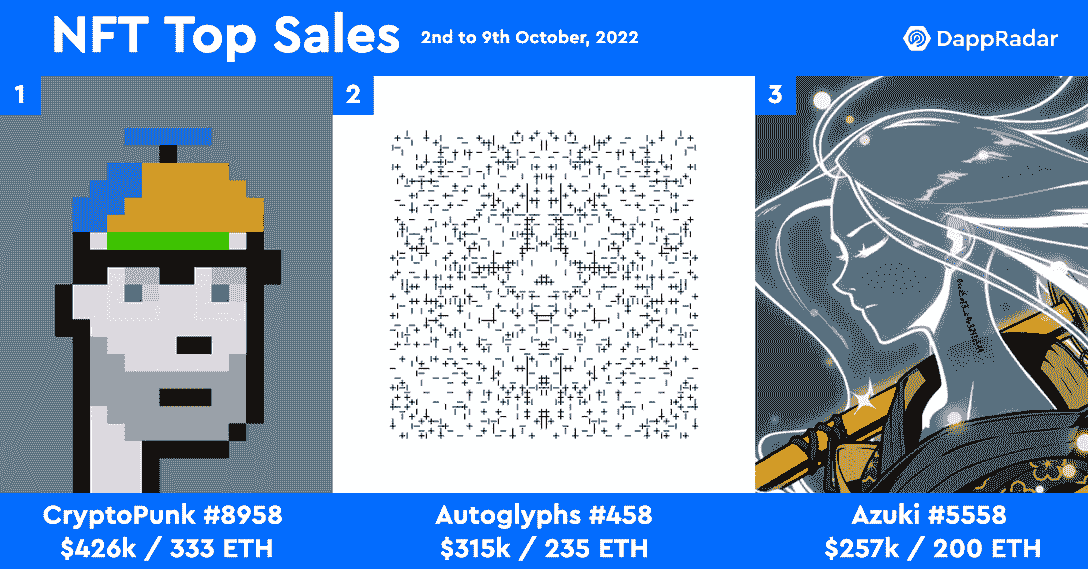 NFT Top Sales
2nd to 9th October, 2022
DappRadar
1
2
3
CryptoPunk #8958
$426k / 333 ETH
Autoglyphs #458
$315k / 235 ETH
Azuki #5558
$257k / 200 ETH